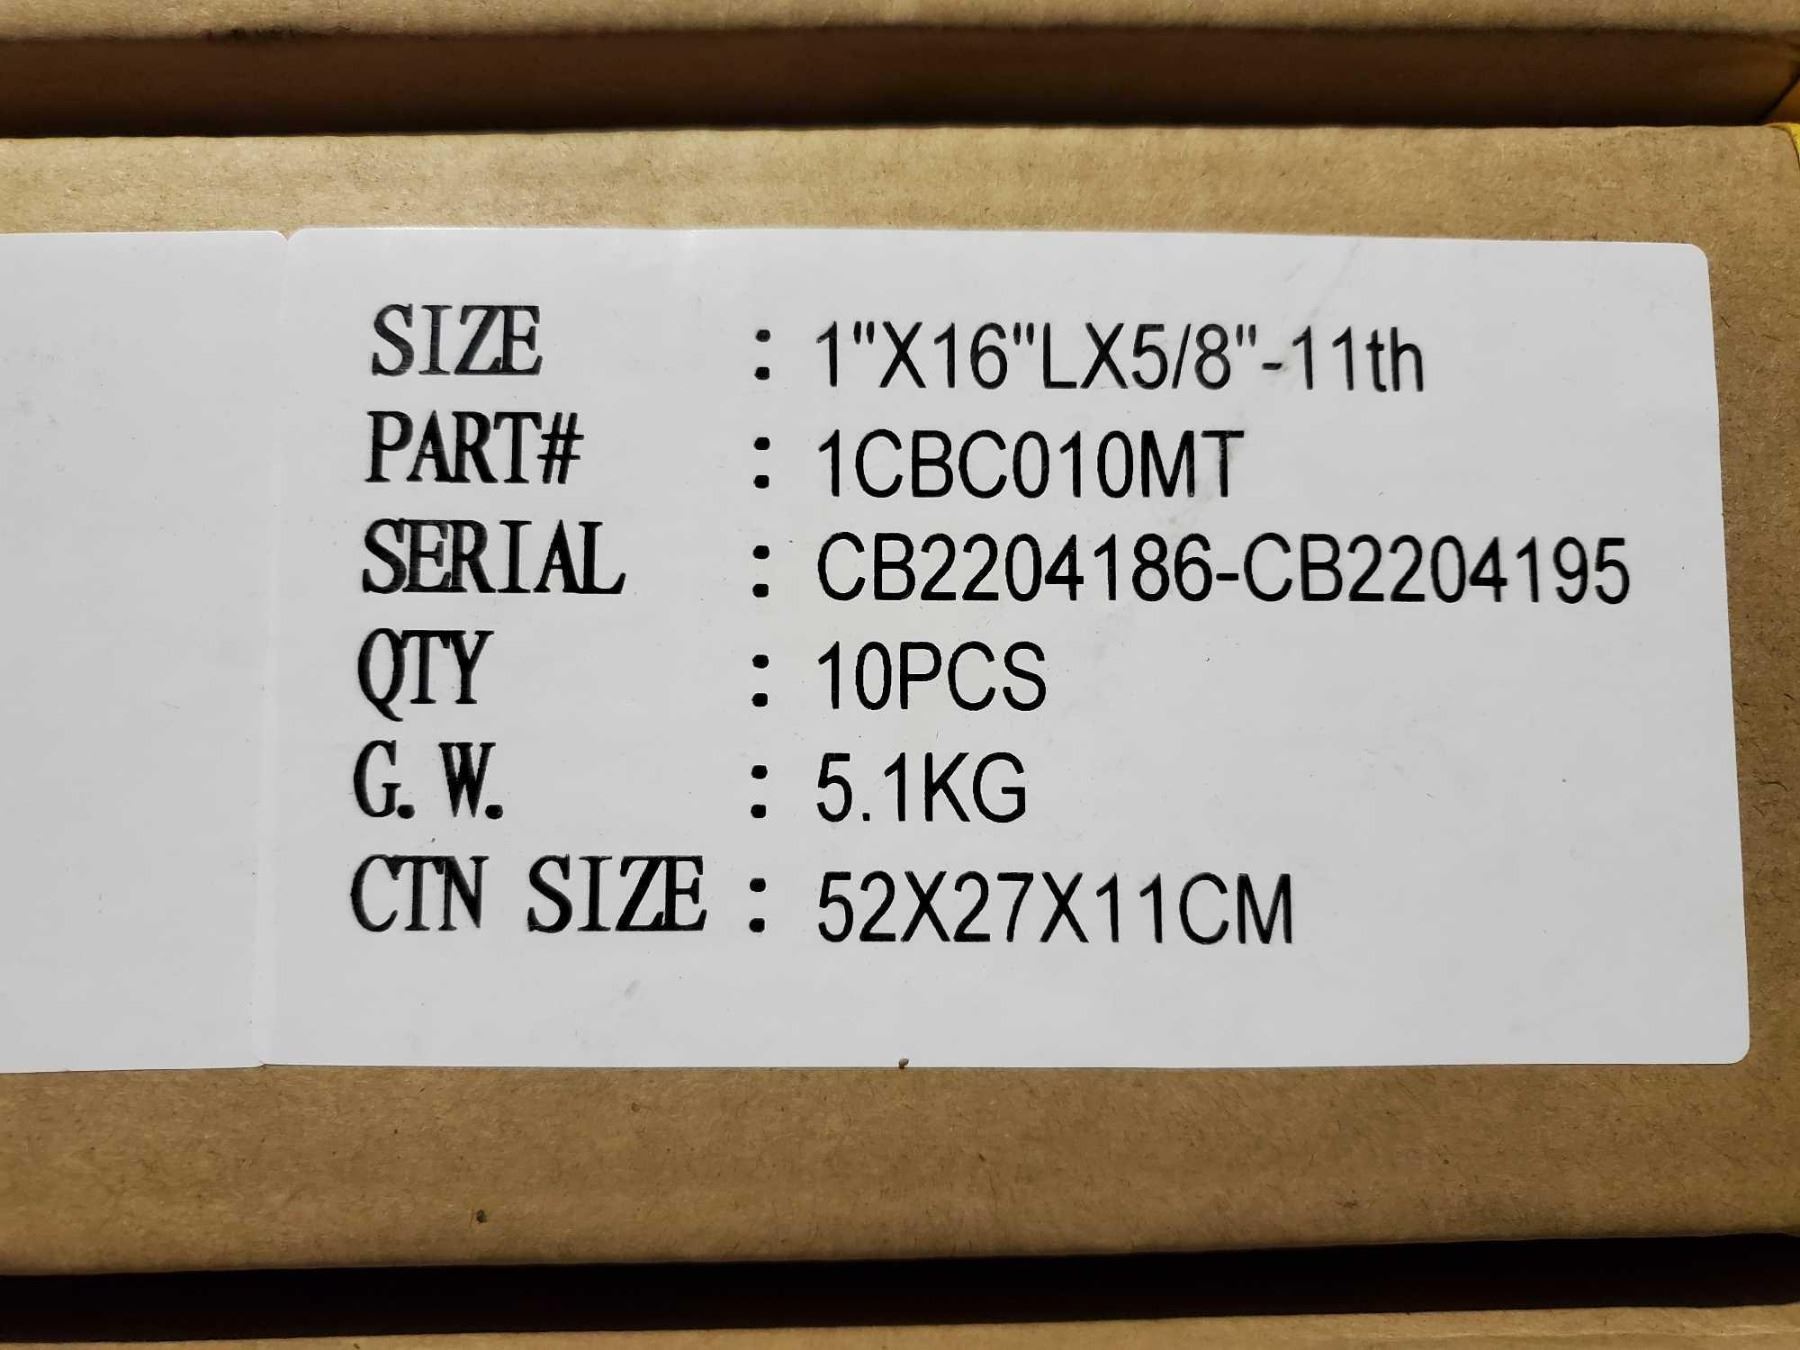 SIZE : 1"X16"LX5/8"-11th
PART# : 1CBC010MT
SERIAL : CB2204186-CB2204195
QTY : 10PCS
G.W. : 5.1KG
CTN SIZE : 52X27X11CM